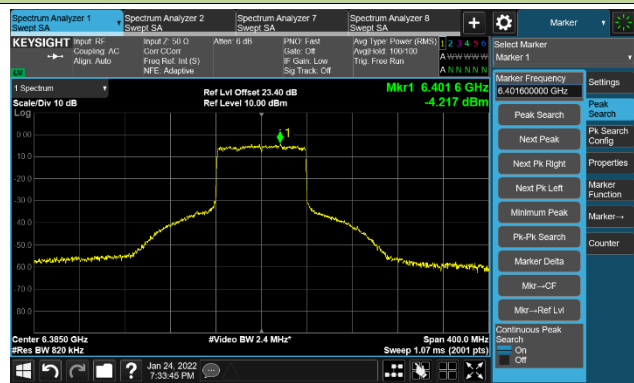 Spectrum Analyzer 1
Swept SA
Spectrum Analyzer 2
Swept SA
Spectrum Analyzer 7
Swept SA
Spectrum Analyzer 8
Swept SA
+
Marker
KEYSIGHT
Input: RF
Coupling: AC
Align: Auto
Input Z: 50 Ω
Corr CCorr
Freq Ref: Int (S)
NFE: Adaptive
Atten: 6 dB
PNO: Fast
Gate: Off
IF Gain: Low
Sig Track: Off
Avg Type: Power (RMS)
Avg|Hold: 100/100
Trig: Free Run
1 2 3 4 5 6
A W W W W W
A N N N N N
LU
Select Marker
Marker 1
1 Spectrum
Scale/Div 10 dB
Log
Ref Lvl Offset 23.40 dB
Ref Level 10.00 dBm
Mkr1 6.401 6 GHz
-4.217 dBm
1
0.00
-10.0
-20.0
-30.0
-40.0
-50.0
-60.0
-70.0
-80.0
Center 6.3850 GHz
#Res BW 820 kHz
#Video BW 2.4 MHz*
Span 400.0 MHz
Sweep 1.07 ms (2001 pts)
Marker Frequency
6.401600000 GHz
Peak Search
Next Peak
Next Pk Right
Next Pk Left
Minimum Peak
Pk-Pk Search
Marker Delta
Mkr→CF
Mkr→Ref Lvl
Continuous Peak
Search
On
Off
Settings
Peak
Search
Pk Search
Config
Properties
Marker
Function
Marker→
Counter
?
Jan 24, 2022
7:33:45 PM